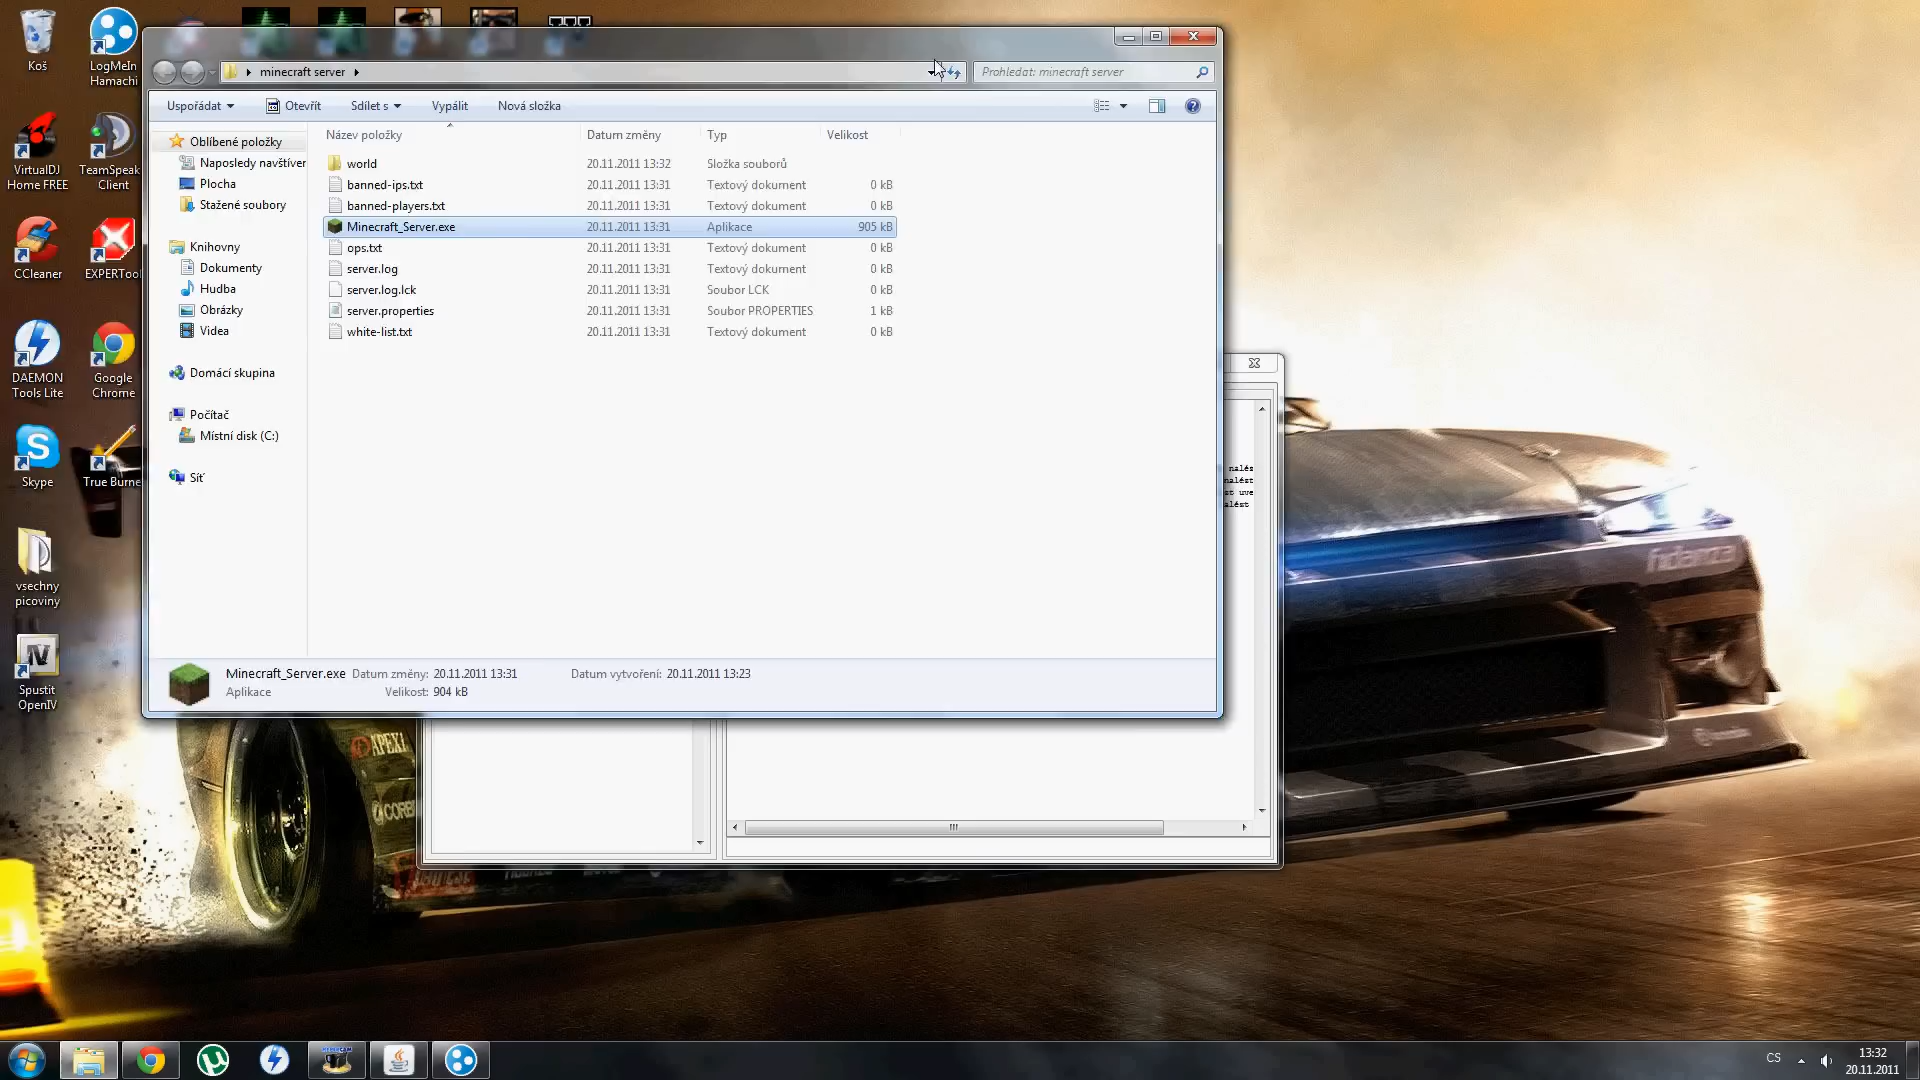 Koš
LogMeIn
Hamachi
VirtualDJ
Home FREE
TeamSpeak
Client
CCleaner
EXPERTool
DAEMON
Tools Lite
Google
Chrome
Skype
True Burne
vsechny
picoviny
Spustit
OpenIV
minecraft server
Prohledat: minecraft server
Uspořádat
Otevřít
Sdílet s
Vypálit
Nová složka
Oblíbené položky
Naposledy navštíven
Plocha
Stažené soubory
Knihovny
Dokumenty
Hudba
Obrázky
Videa
Domácí skupina
Počítač
Místní disk (C:)
Síť
Název položky Datum změny Typ Velikost
world 20.11.2011 13:32 Složka souborů
banned-ips.txt 20.11.2011 13:31 Textový dokument 0 kB
banned-players.txt 20.11.2011 13:31 Textový dokument 0 kB
Minecraft_Server.exe 20.11.2011 13:31 Aplikace 905 kB
ops.txt 20.11.2011 13:31 Textový dokument 0 kB
server.log 20.11.2011 13:31 Textový dokument 0 kB
server.log.lck 20.11.2011 13:31 Soubor LCK 0 kB
server.properties 20.11.2011 13:31 Soubor PROPERTIES 1 kB
white-list.txt 20.11.2011 13:31 Textový dokument 0 kB
Minecraft_Server.exe Datum změny: 20.11.2011 13:31 Datum vytvoření: 20.11.2011 13:23
Aplikace Velikost: 904 kB
nalés
nalézt
st uve
alézt
APEXi
CORB
CS
13:32
20.11.2011